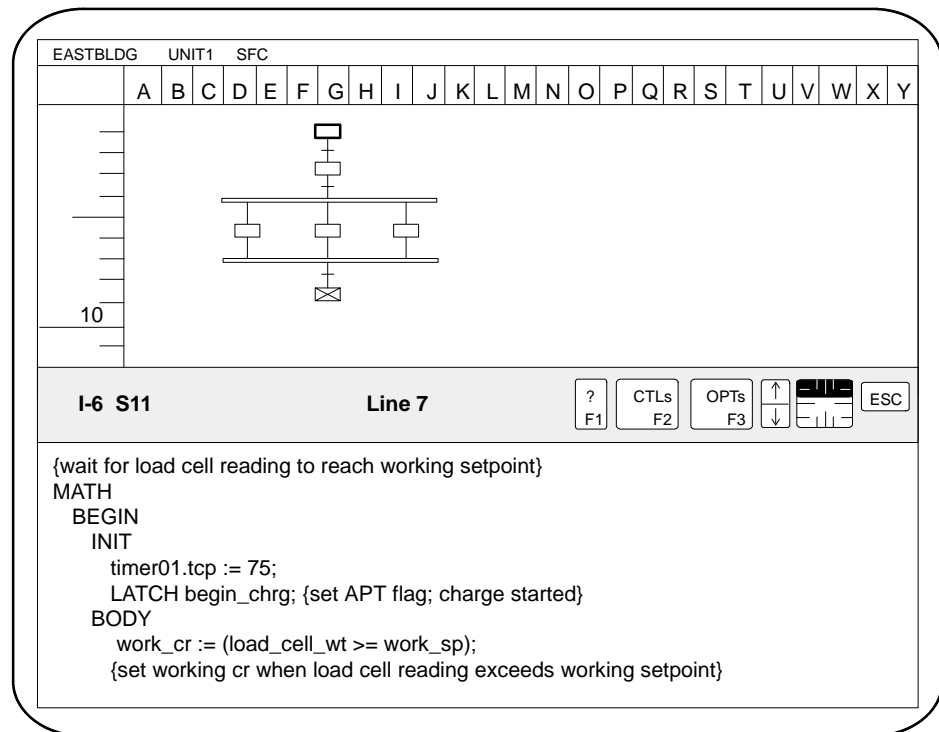 EASTBLDG UNIT1 SFC
A B C D E F G H I J K L M N O P Q R S T U V W X Y
10
I-6 S11 Line 7 ? F1 CTLs F2 OPTs F3 ↑ ↓ ESC
{wait for load cell reading to reach working setpoint}
MATH
BEGIN
INIT
timer01.tcp := 75;
LATCH begin_chrg; {set APT flag; charge started}
BODY
work_cr := (load_cell_wt >= work_sp);
{set working cr when load cell reading exceeds working setpoint}